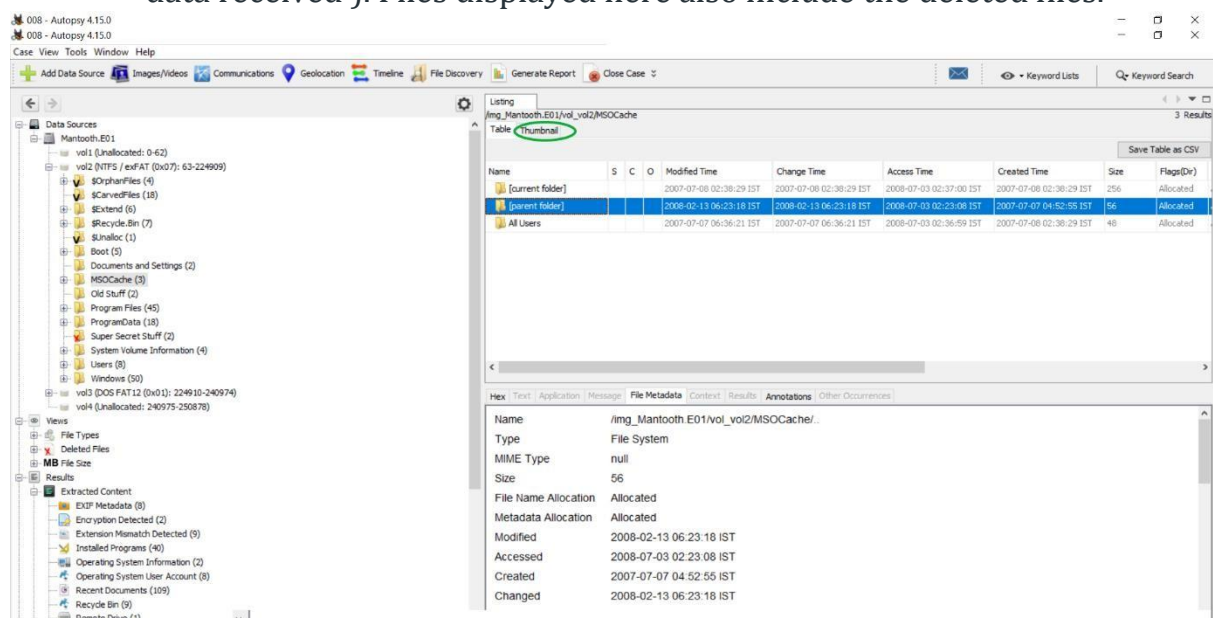 data received ). Files displayed here also include the deleted files.
008 - Autopsy 4.15.0
008 - Autopsy 4.15.0
Case View Tools Window Help
Add Data Source Images/Videos Communications Geolocation Timeline File Discovery Generate Report Close Case Keyword Lists Keyword Search
Data Sources
Mantooth.E01
vol1 (Unallocated: 0-62)
vol2 (NTFS / exFAT (0x07): 63-224909)
$OrphanFiles (4)
$CarvedFiles (18)
$Extend (6)
$Recycle.Bin (7)
$Unalloc (1)
Boot (5)
Documents and Settings (2)
MSOCache (3)
Old Stuff (2)
Program Files (45)
ProgramData (18)
Super Secret Stuff (2)
System Volume Information (4)
Users (8)
Windows (50)
vol3 (DOS FAT12 (0x01): 224910-240974)
vol4 (Unallocated: 240975-250878)
Views
File Types
Deleted Files
MB File Size
Results
Extracted Content
EXIF Metadata (8)
Encryption Detected (2)
Extension Mismatch Detected (9)
Installed Programs (40)
Operating System Information (2)
Operating System User Account (8)
Recent Documents (109)
Recycle Bin (9)
Remote Drive (1)
Listing
/img_Mantooth.E01/vol_vol2/MSOCache
3 Results
Table Thumbnail
Save Table as CSV
Name S C O Modified Time Change Time Access Time Created Time Size Flags(Dir)
[current folder] 2007-07-08 02:38:29 IST 2007-07-08 02:38:29 IST 2008-07-03 02:37:00 IST 2007-07-08 02:38:29 IST 256 Allocated
[parent folder] 2008-02-13 06:23:18 IST 2008-02-13 06:23:18 IST 2008-07-03 02:23:08 IST 2007-07-07 04:52:55 IST 56 Allocated
All Users 2007-07-07 06:36:21 IST 2007-07-07 06:36:21 IST 2008-07-03 02:36:59 IST 2007-07-08 02:38:29 IST 48 Allocated
Hex Text Application Message File Metadata Context Results Annotations Other Occurrences
Name /img_Mantooth.E01/vol_vol2/MSOCache/..
Type File System
MIME Type null
Size 56
File Name Allocation Allocated
Metadata Allocation Allocated
Modified 2008-02-13 06:23:18 IST
Accessed 2008-07-03 02:23:08 IST
Created 2007-07-07 04:52:55 IST
Changed 2008-02-13 06:23:18 IST